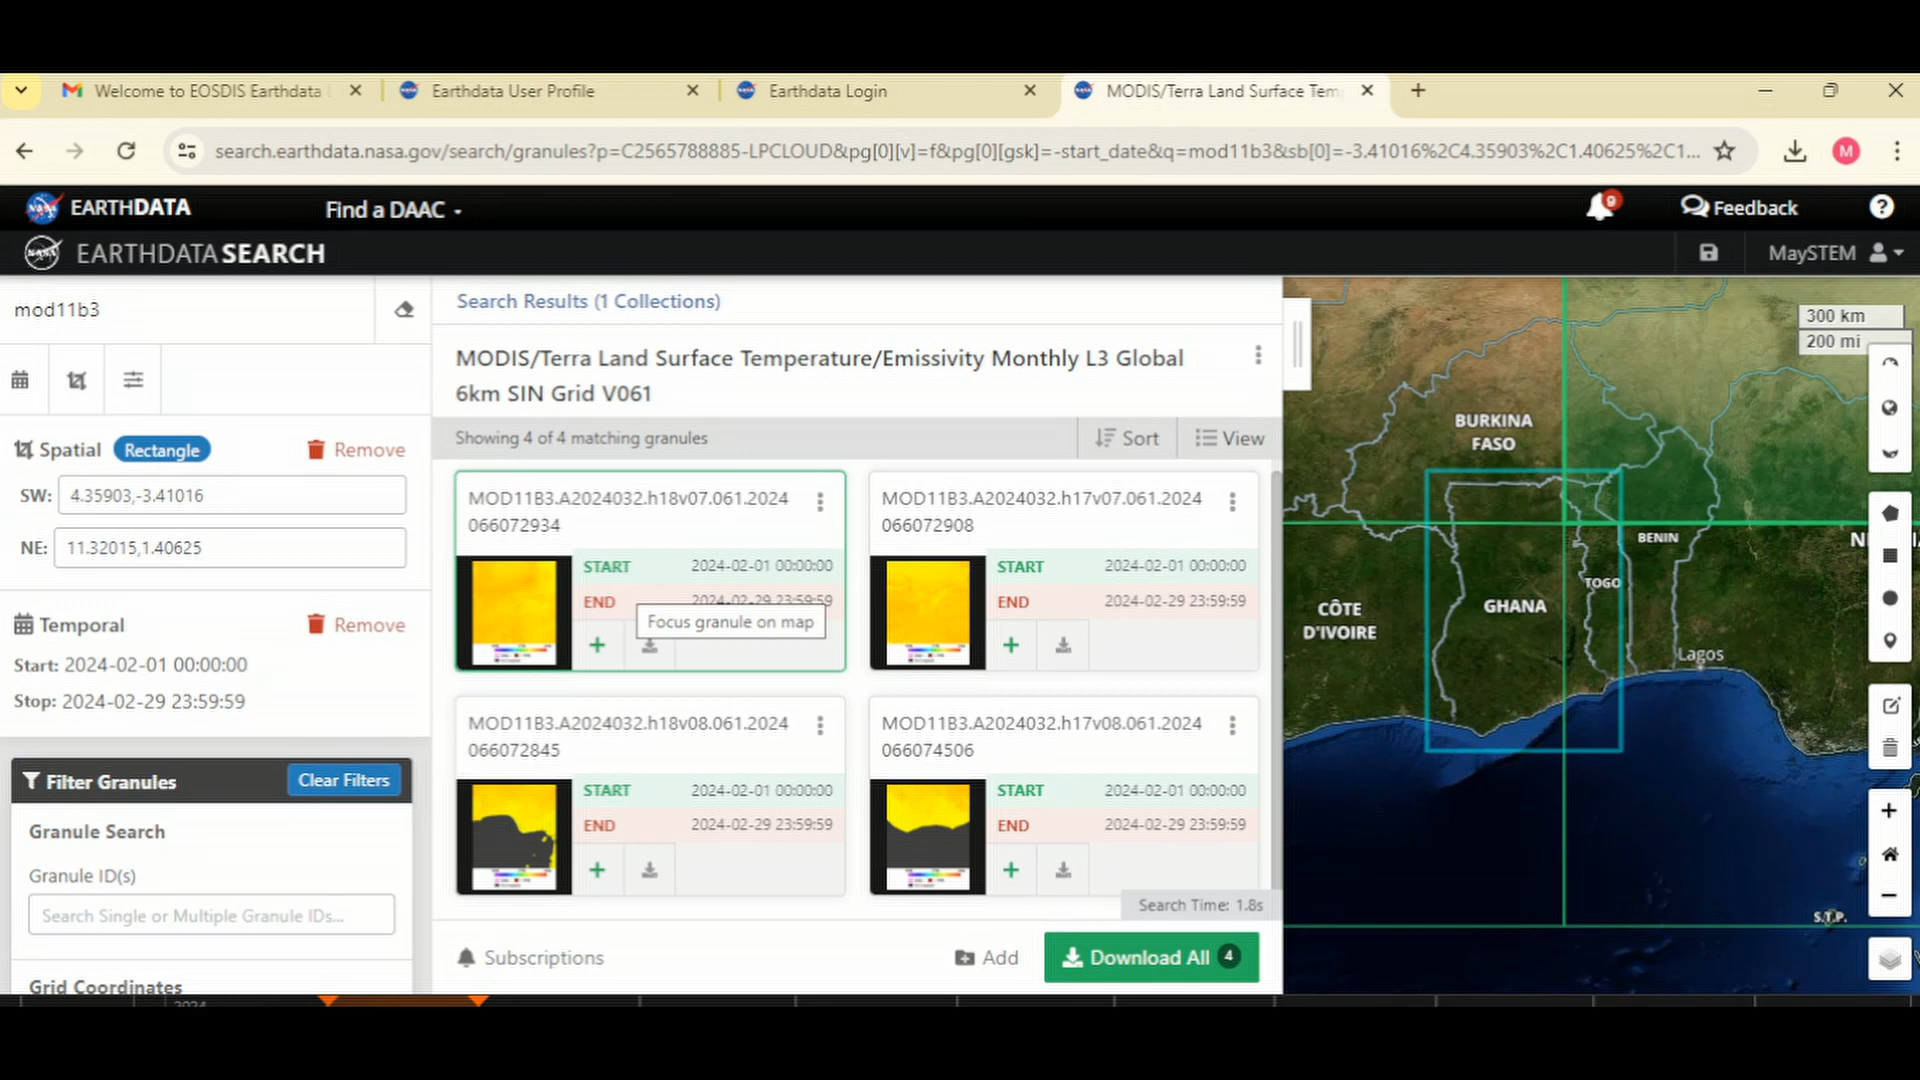 Welcome to EOSDIS Earthdata
Earthdata User Profile
Earthdata Login
MODIS/Terra Land Surface Tem
search.earthdata.nasa.gov/search/granules?p=C2565788885-LPCLOUD&pg[0][v]=f&pg[0][gsk]=-start_date&q=mod11b3&sb[0]=-3.41016%2C4.35903%2C1.40625%2C1...
M
EARTHDATA
Find a DAAC
9
Feedback
?
EARTHDATA SEARCH
MaySTEM
mod11b3
Spatial Rectangle Remove
SW: 4.35903,-3.41016
NE: 11.32015,1.40625
Temporal Remove
Start: 2024-02-01 00:00:00
Stop: 2024-02-29 23:59:59
Filter Granules Clear Filters
Granule Search
Granule ID(s)
Search Single or Multiple Granule IDs...
Grid Coordinates
Search Results (1 Collections)
MODIS/Terra Land Surface Temperature/Emissivity Monthly L3 Global
6km SIN Grid V061
Showing 4 of 4 matching granules
Sort
View
MOD11B3.A2024032.h18v07.061.2024
066072934
START 2024-02-01 00:00:00
END 2024-02-29 23:59:59
Focus granule on map
MOD11B3.A2024032.h17v07.061.2024
066072908
START 2024-02-01 00:00:00
END 2024-02-29 23:59:59
MOD11B3.A2024032.h18v08.061.2024
066072845
START 2024-02-01 00:00:00
END 2024-02-29 23:59:59
MOD11B3.A2024032.h17v08.061.2024
066074506
START 2024-02-01 00:00:00
END 2024-02-29 23:59:59
Search Time: 1.8s
Subscriptions
Add
Download All 4
300 km
200 mi
BURKINA
FASO
BENIN
TOGO
GHANA
CÔTE
D'IVOIRE
Lagos
S.T.P.
2024